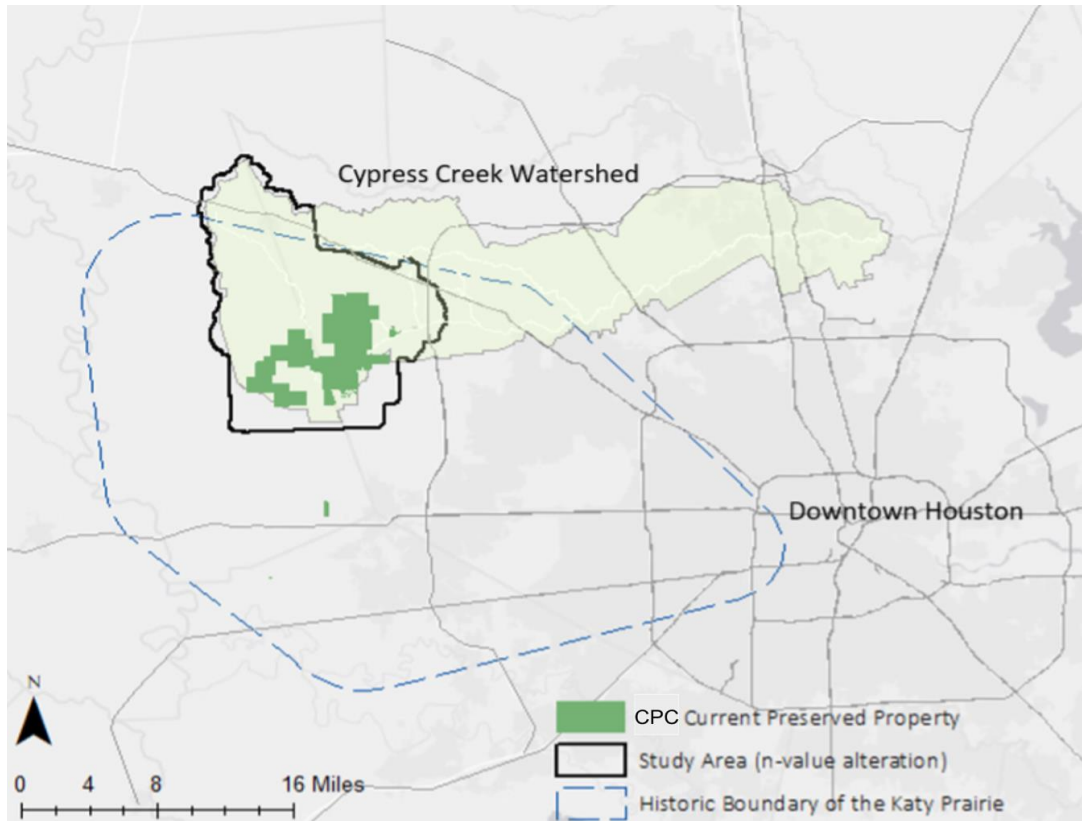 Cypress Creek Watershed
Downtown Houston
N
CPC Current Preserved Property
Study Area (n-value alteration)
Historic Boundary of the Katy Prairie
0 4 8 16 Miles